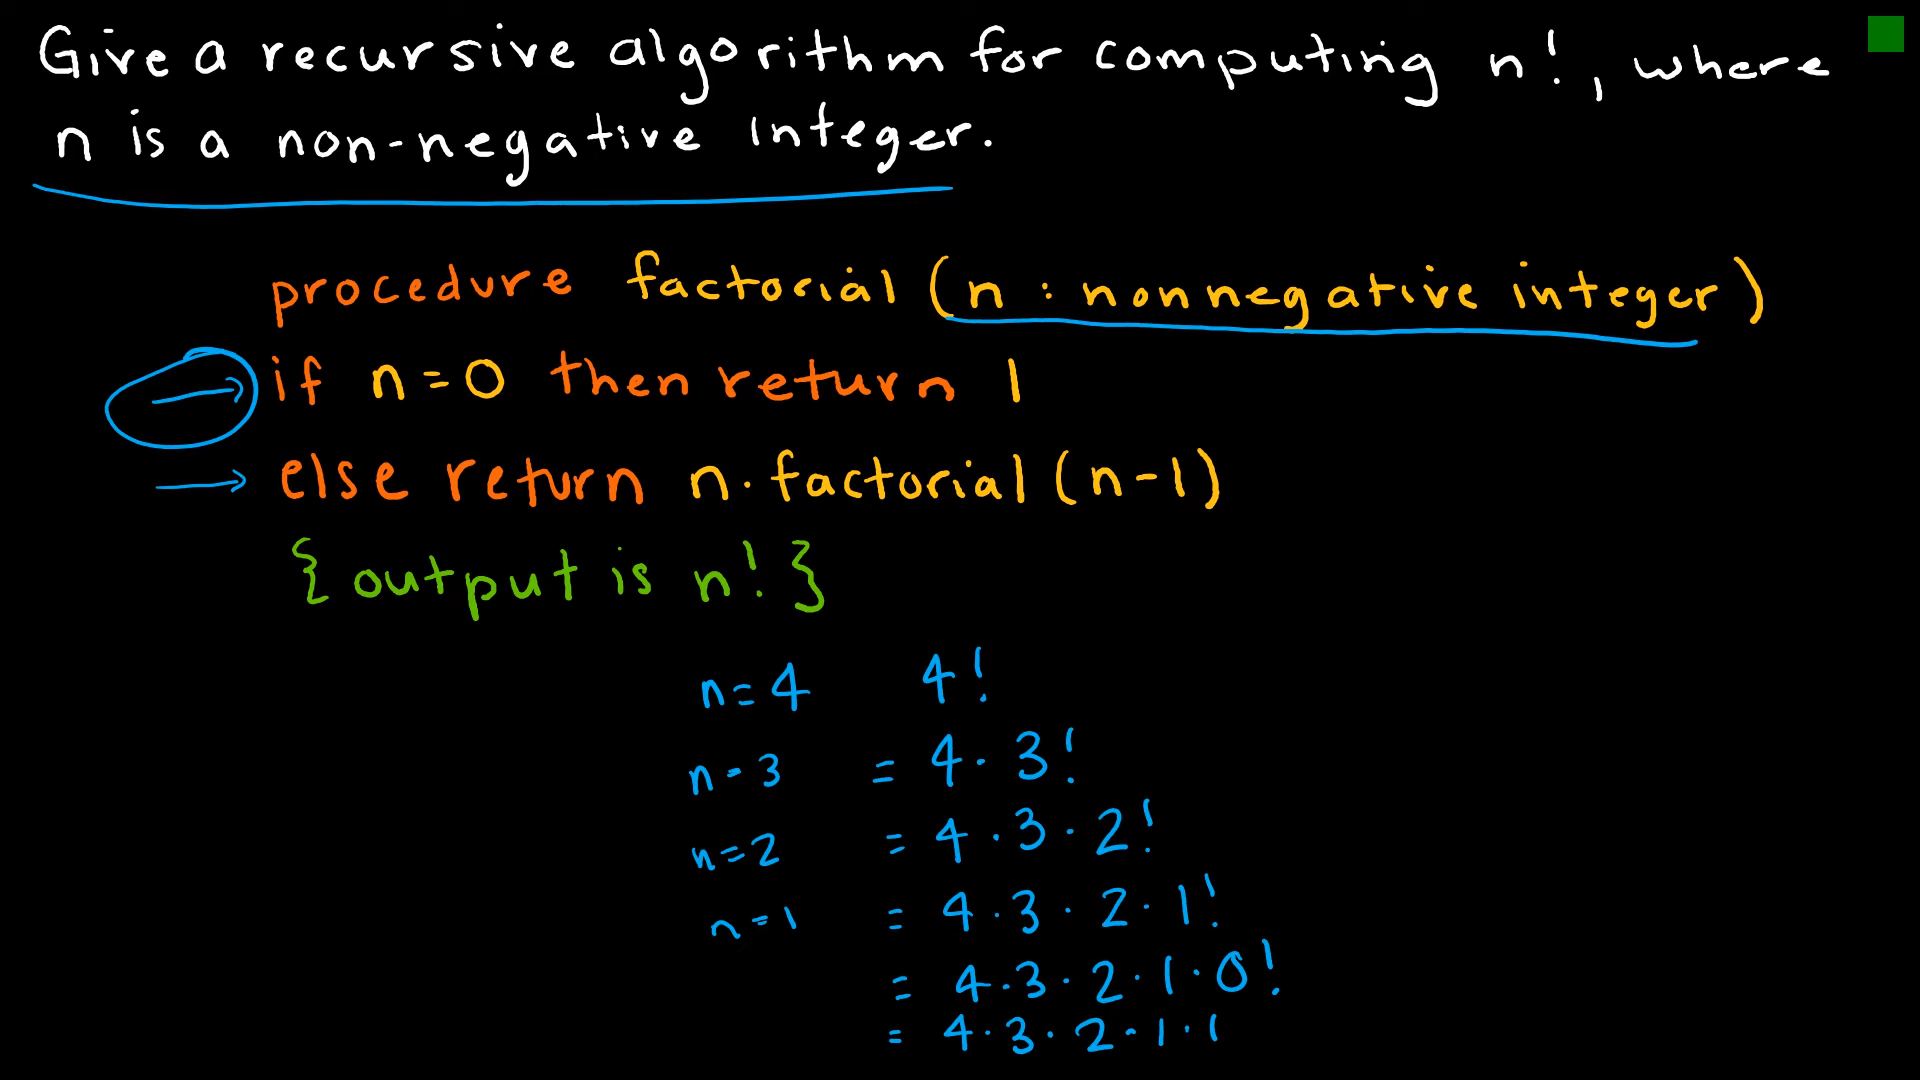 Give a recursive algorithm for computing n!, where
n is a non-negative integer.
procedure factorial (n : nonnegative integer)
if n = 0 then return 1
else return n · factorial (n - 1)
{output is n!}
n = 4 4!
n = 3 = 4 · 3!
n = 2 = 4 · 3 · 2!
n = 1 = 4 · 3 · 2 · 1!
= 4 · 3 · 2 · 1 · 0!
= 4 · 3 · 2 · 1 · 1